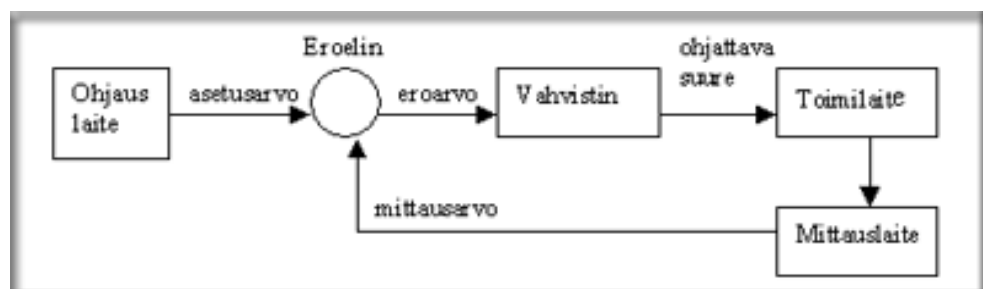 Eroelin
ohjattava
suure
Ohjaus
laite
asetusarvo
eroarvo
Vahvistin
Toimilaite
mittausarvo
Mittauslaite